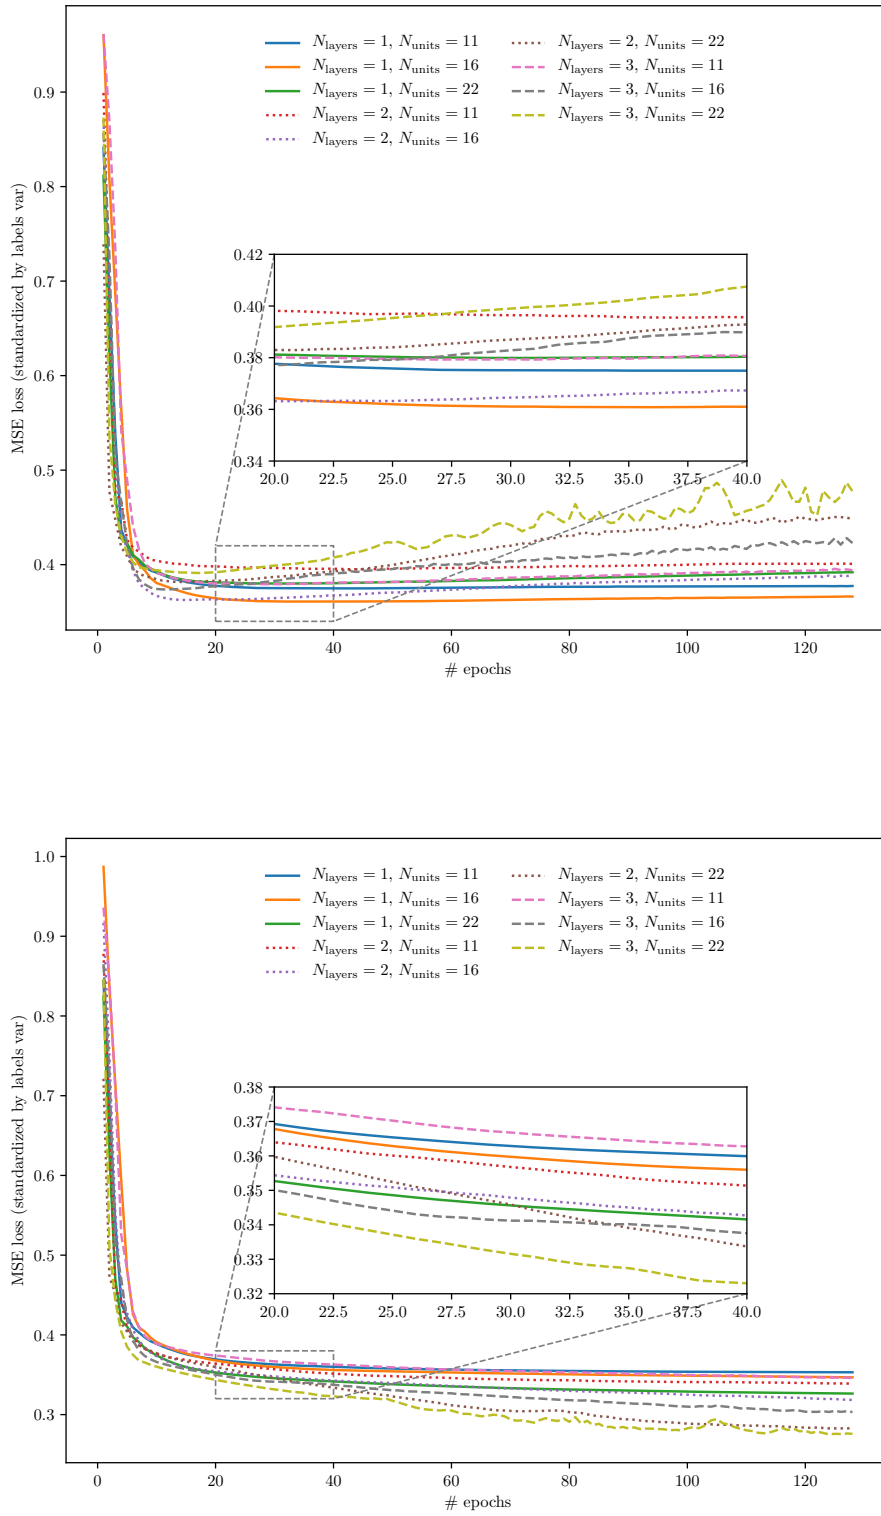 N_layers = 1, N_units = 11
N_layers = 1, N_units = 16
N_layers = 1, N_units = 22
N_layers = 2, N_units = 11
N_layers = 2, N_units = 16
N_layers = 2, N_units = 22
N_layers = 3, N_units = 11
N_layers = 3, N_units = 16
N_layers = 3, N_units = 22
MSE loss (standardized by labels var)
0.9
0.8
0.7
0.6
0.5
0.4
0.42
0.40
0.38
0.36
0.34
20.0 22.5 25.0 27.5 30.0 32.5 35.0 37.5 40.0
0 20 40 60 80 100 120
# epochs
N_layers = 1, N_units = 11
N_layers = 1, N_units = 16
N_layers = 1, N_units = 22
N_layers = 2, N_units = 11
N_layers = 2, N_units = 16
N_layers = 2, N_units = 22
N_layers = 3, N_units = 11
N_layers = 3, N_units = 16
N_layers = 3, N_units = 22
MSE loss (standardized by labels var)
1.0
0.9
0.8
0.7
0.6
0.5
0.4
0.3
0.38
0.37
0.36
0.35
0.34
0.33
0.32
20.0 22.5 25.0 27.5 30.0 32.5 35.0 37.5 40.0
0 20 40 60 80 100 120
# epochs